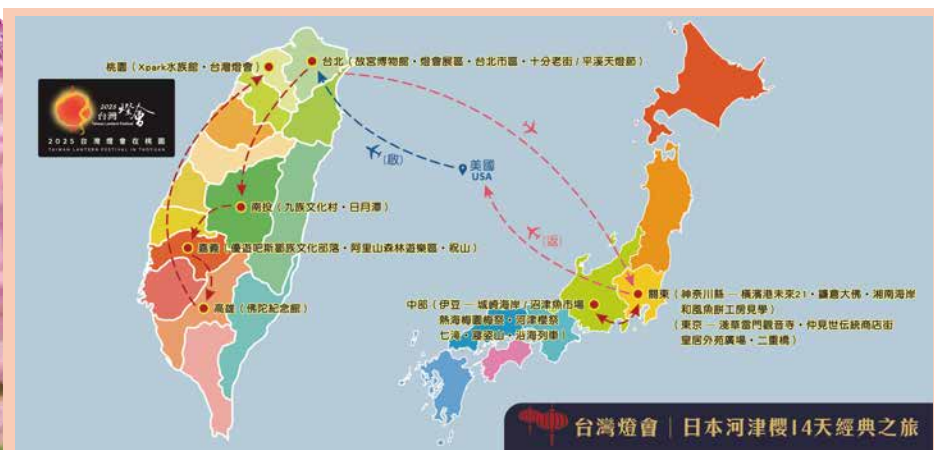 桃園(Xpark水族館・台灣燈會)
台北(故宮博物館・燈會展區・台北市區・十分老街/平溪天燈節)
2025
台灣燈會
Taiwan Lantern Festival
2025台灣燈會在桃園
TAIWAN LANTERN FESTIVAL IN TAOYUAN
(啟)
美國
USA
南投(九族文化村・日月潭)
(返)
嘉義(優遊吧斯鄒族文化部落・阿里山森林遊樂區・祝山)
高雄(佛陀紀念館)
中部(伊豆—城崎海岸/沼津魚市場
熱海梅園梅祭・河津櫻祭
七滝・寢姿山・沿海列車)
關東(神奈川縣—橫濱港未來21・鎌倉大佛・湘南海岸
和風魚餅工房見學)
(東京—淺草雷門觀音寺・仲見世伝統商店街
皇居外苑廣場・二重橋)
台灣燈會|日本河津櫻14天經典之旅